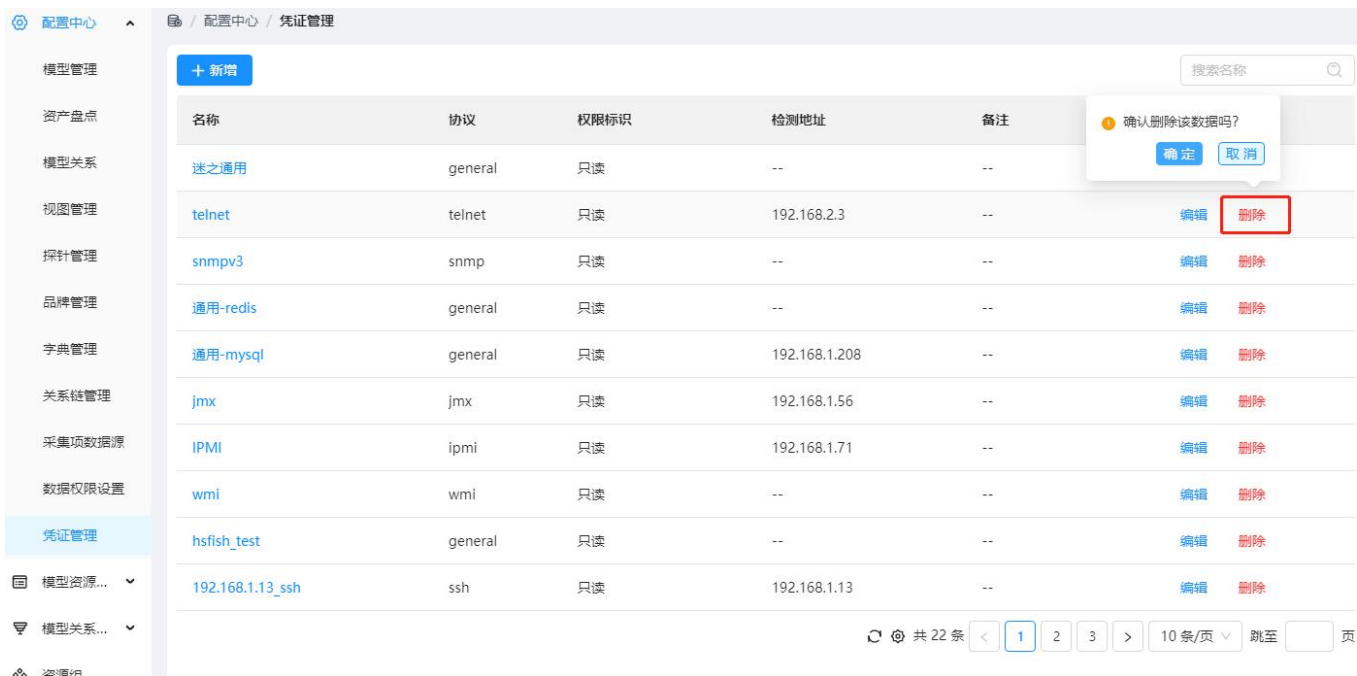 配置中心
/ 配置中心 / 凭证管理
模型管理
资产盘点
模型关系
视图管理
探针管理
品牌管理
字典管理
关系链管理
采集项数据源
数据权限设置
凭证管理
模型资源...
模型关系...
资源组
+ 新增
搜索名称
名称 协议 权限标识 检测地址 备注
确认删除该数据吗?
确 定 取 消
迷之通用 general 只读 -- --
telnet telnet 只读 192.168.2.3 -- 编辑 删除
snmpv3 snmp 只读 -- -- 编辑 删除
通用-redis general 只读 -- -- 编辑 删除
通用-mysql general 只读 192.168.1.208 -- 编辑 删除
jmx jmx 只读 192.168.1.56 -- 编辑 删除
IPMI ipmi 只读 192.168.1.71 -- 编辑 删除
wmi wmi 只读 -- -- 编辑 删除
hsfish_test general 只读 -- -- 编辑 删除
192.168.1.13_ssh ssh 只读 192.168.1.13 -- 编辑 删除
共 22 条 < 1 2 3 > 10 条/页 跳至 页